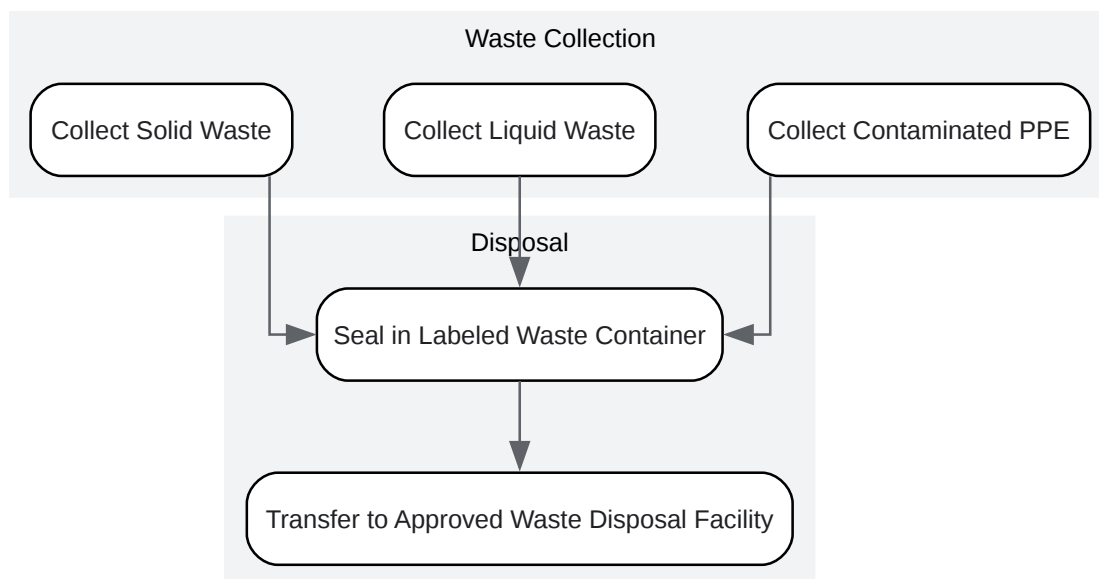 Waste Collection
Collect Solid Waste
Collect Liquid Waste
Collect Contaminated PPE
Disposal
Seal in Labeled Waste Container
Transfer to Approved Waste Disposal Facility